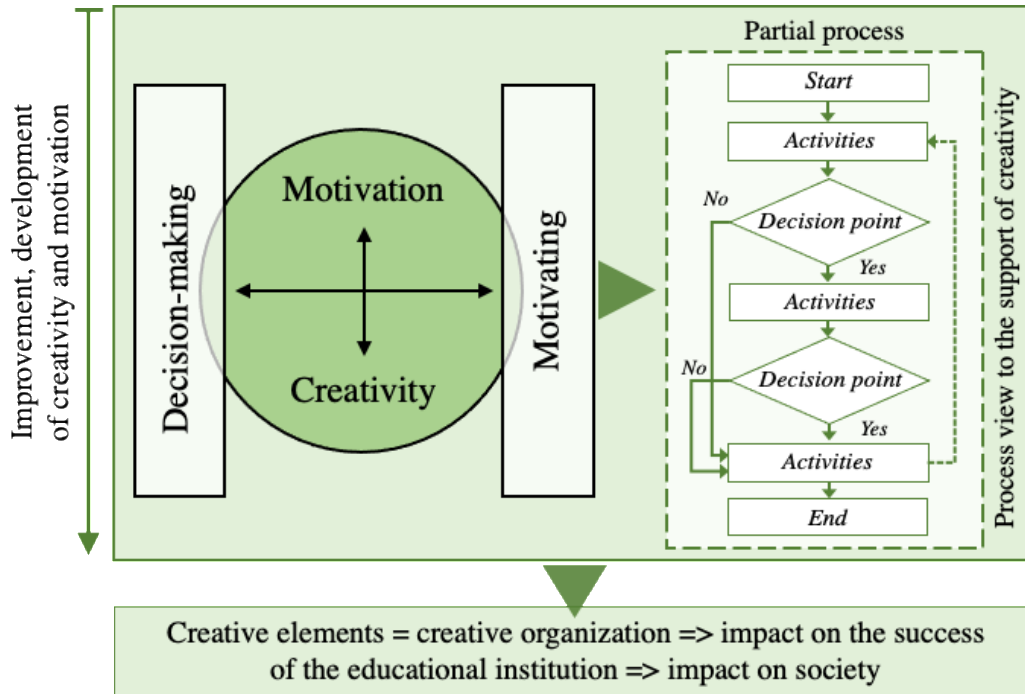 Improvement, development
of creativity and motivation
Decision-making
Motivation
Creativity
Motivating
Partial process
Start
Activities
No
Decision point
Yes
Activities
No
Decision point
Yes
Activities
End
Process view to the support of creativity
Creative elements = creative organization => impact on the success
of the educational institution => impact on society